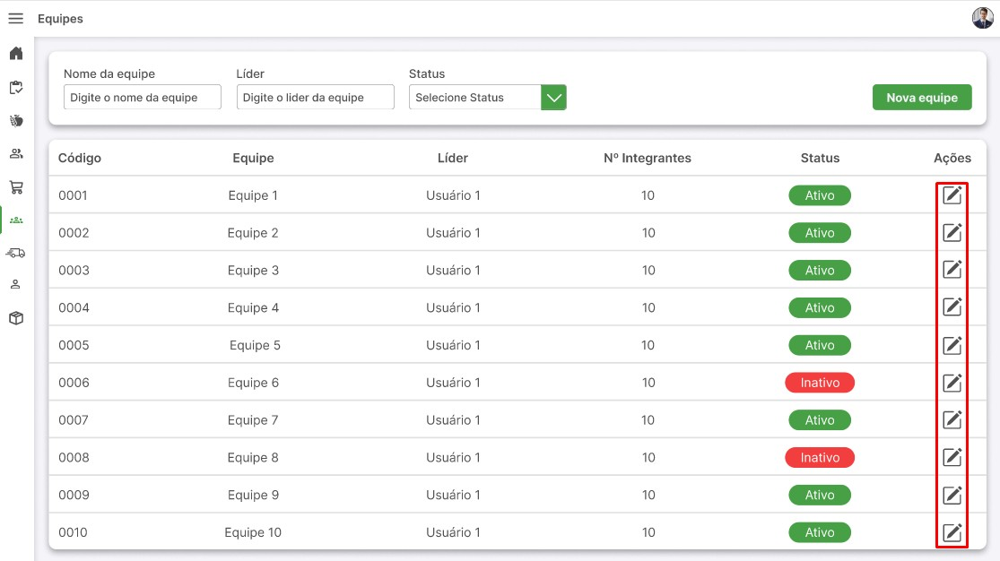 Equipes
Nome da equipe Líder Status
Digite o nome da equipe Digite o lider da equipe Selecione Status Nova equipe
Código Equipe Líder Nº Integrantes Status Ações
0001 Equipe 1 Usuário 1 10 Ativo
0002 Equipe 2 Usuário 1 10 Ativo
0003 Equipe 3 Usuário 1 10 Ativo
0004 Equipe 4 Usuário 1 10 Ativo
0005 Equipe 5 Usuário 1 10 Ativo
0006 Equipe 6 Usuário 1 10 Inativo
0007 Equipe 7 Usuário 1 10 Ativo
0008 Equipe 8 Usuário 1 10 Inativo
0009 Equipe 9 Usuário 1 10 Ativo
0010 Equipe 10 Usuário 1 10 Ativo